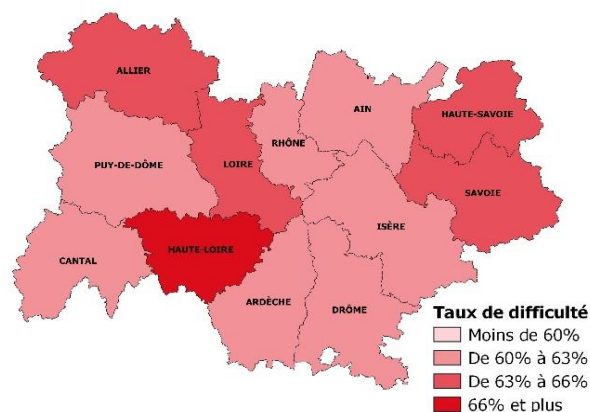 ALLIER
AIN
HAUTE-SAVOIE
RHÔNE
PUY-DE-DÔME
LOIRE
SAVOIE
ISÈRE
HAUTE-LOIRE
CANTAL
ARDÈCHE
DRÔME
Taux de difficulté
Moins de 60%
De 60% à 63%
De 63% à 66%
66% et plus